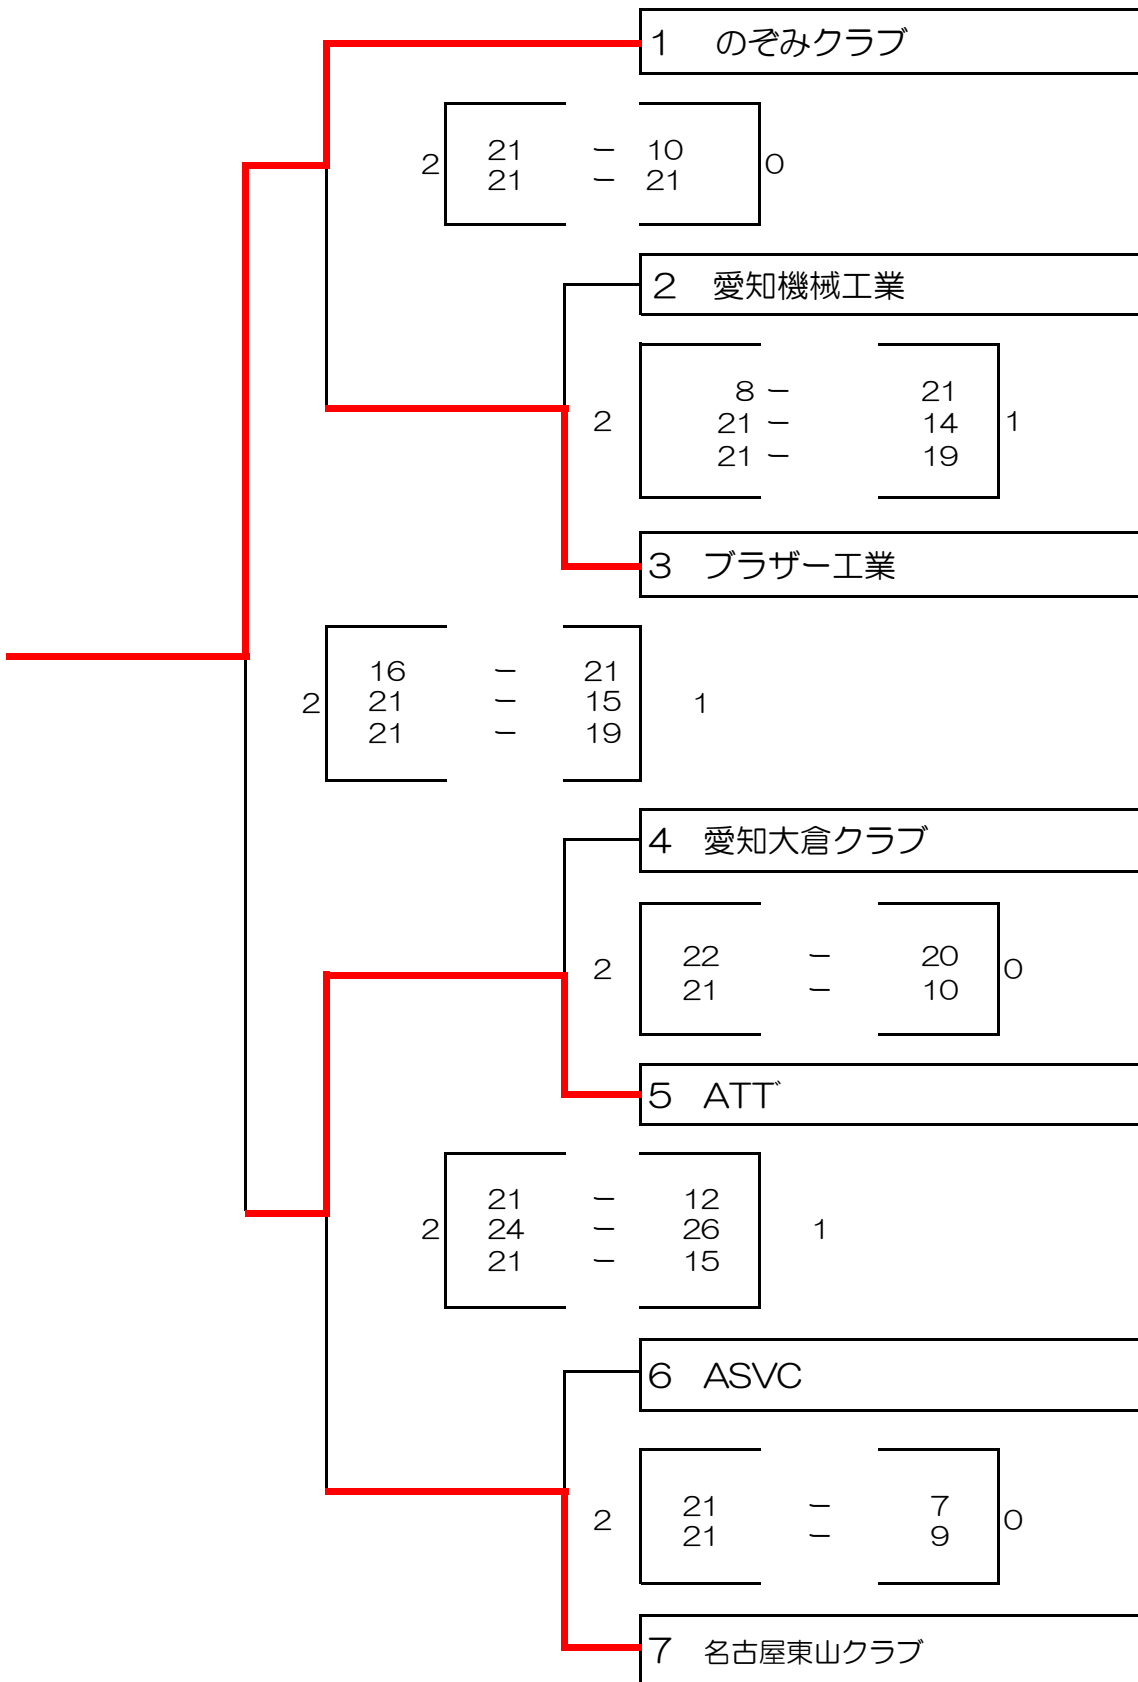 1 のぞみクラブ
21 − 10
2 0
21 − 21
2 愛知機械工業
8 − 21
2 21 − 14 1
21 − 19
3 ブラザー工業
16 − 21
2 21 − 15 1
21 − 19
4 愛知大倉クラブ
22 − 20
2 0
21 − 10
5 ATTﾞ
21 − 12
2 24 − 26 1
21 − 15
6 ASVC
21 − 7
2 0
21 − 9
7 名古屋東山クラブ